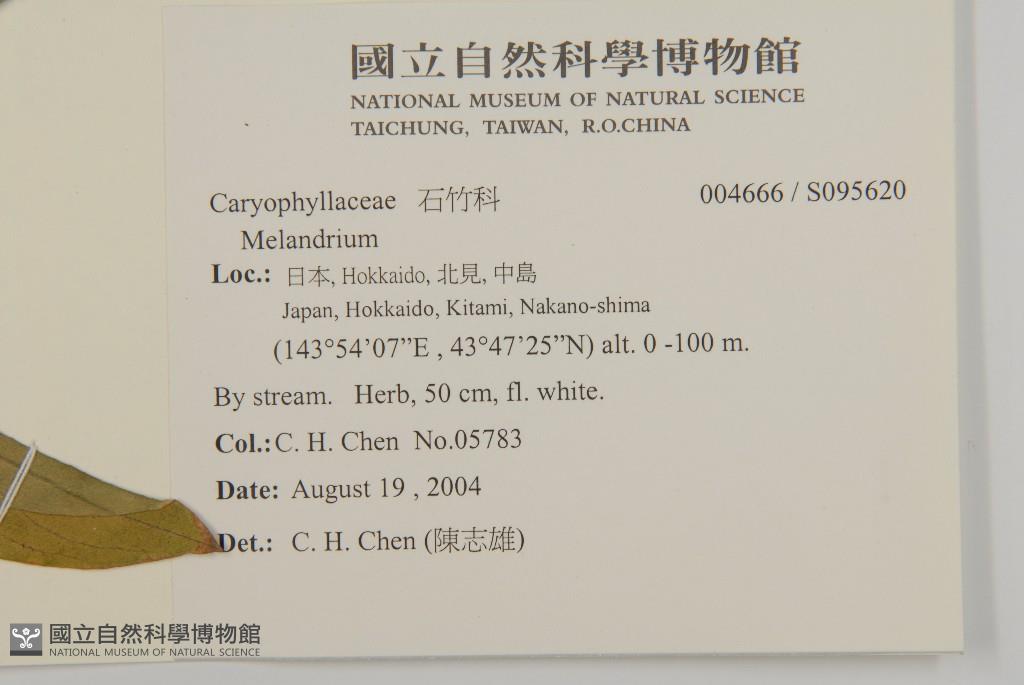 國立自然科學博物館
NATIONAL MUSEUM OF NATURAL SCIENCE
TAICHUNG, TAIWAN, R.O.CHINA
Caryophyllaceae 石竹科 004666 / S095620
Melandrium
Loc.: 日本, Hokkaido, 北見, 中島
Japan, Hokkaido, Kitami, Nakano-shima
(143°54’07”E , 43°47’25”N) alt. 0 -100 m.
By stream. Herb, 50 cm, fl. white.
Col.: C. H. Chen No.05783
Date: August 19 , 2004
Det.: C. H. Chen (陳志雄)
國立自然科學博物館
NATIONAL MUSEUM OF NATURAL SCIENCE